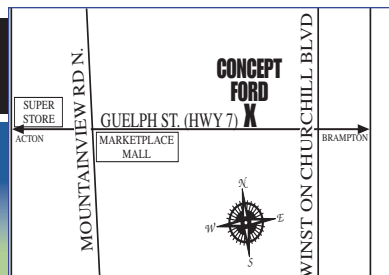 CONCEPT
FORD
X
SUPER
STORE
GUELPH ST. (HWY 7)
ACTON
BRAMPTON
MARKETPLACE
MALL
MOUNTAINVIEW RD N.
WINST ON CHURCHILL BLVD
N
W
E
S